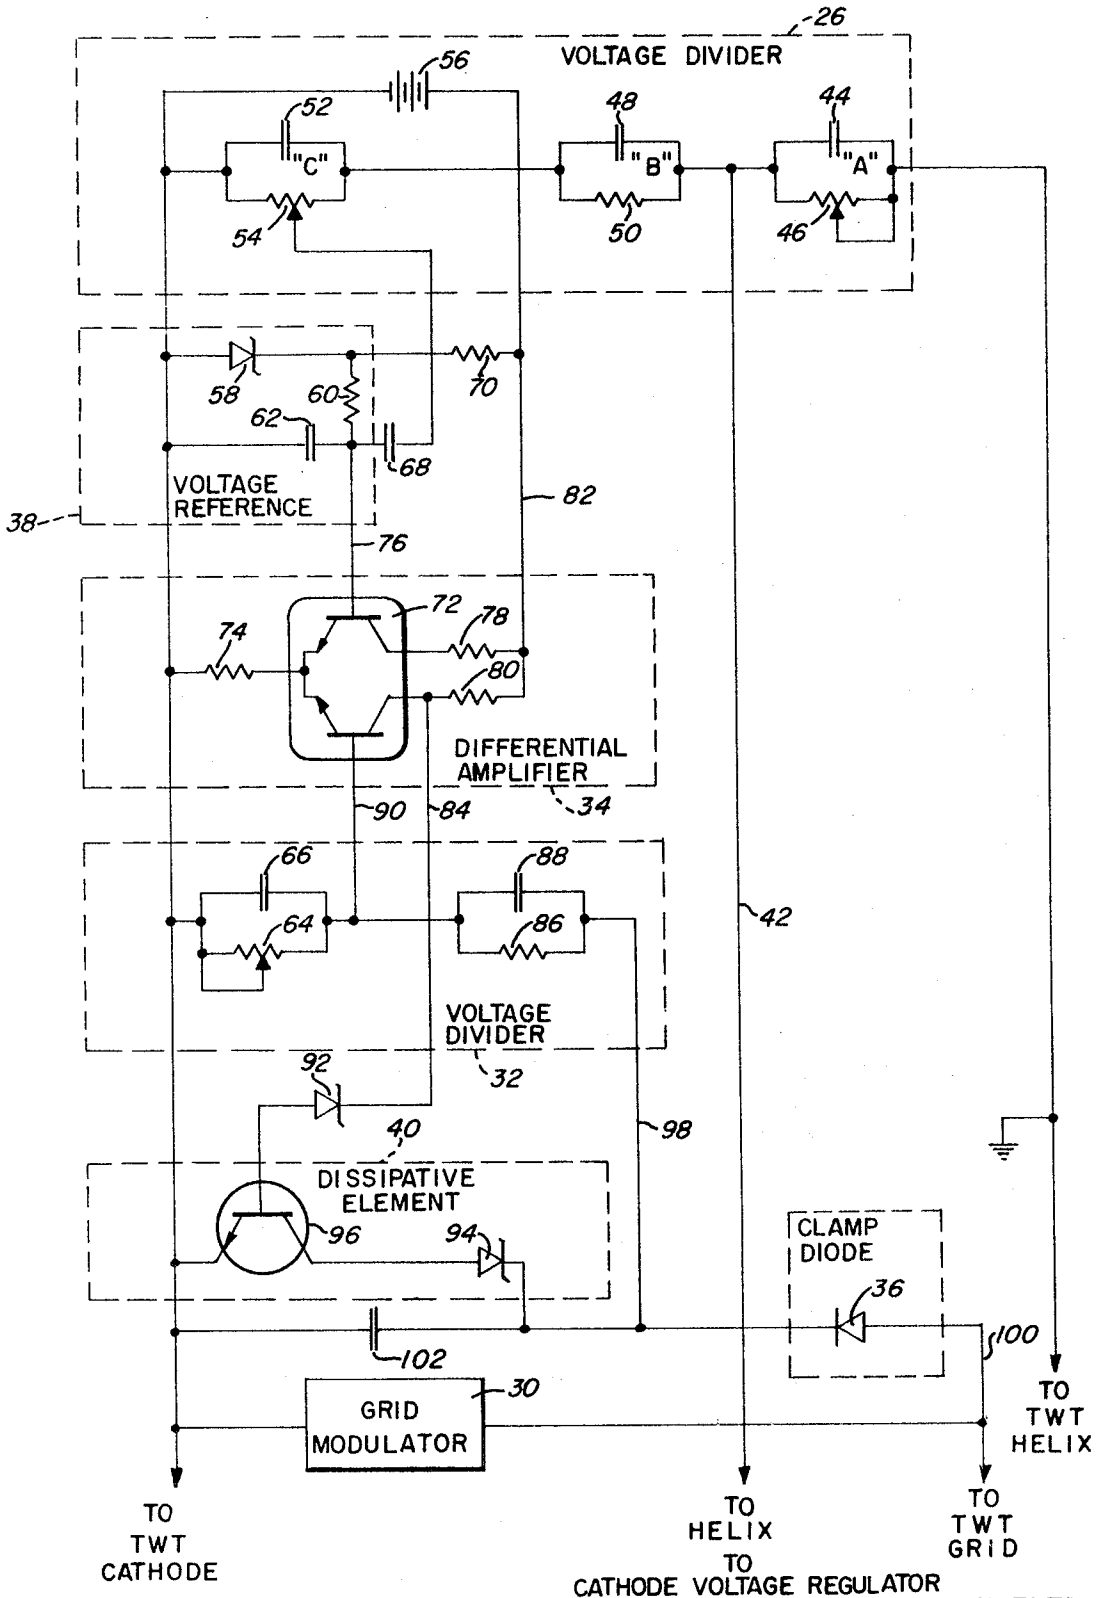 26
56
VOLTAGE DIVIDER
52
48
44
"C"
"B"
"A"
54
50
46
58
60
70
62
68
VOLTAGE
REFERENCE
38
82
76
72
78
74
80
DIFFERENTIAL
AMPLIFIER
34
90
84
66
88
64
86
42
VOLTAGE
DIVIDER
92
32
40
98
DISSIPATIVE
ELEMENT
96
94
CLAMP
DIODE
36
100
102
30
GRID
MODULATOR
TO
TWT
HELIX
TO
TWT
CATHODE
TO
HELIX
TO
CATHODE VOLTAGE REGULATOR
TO
TWT
GRID